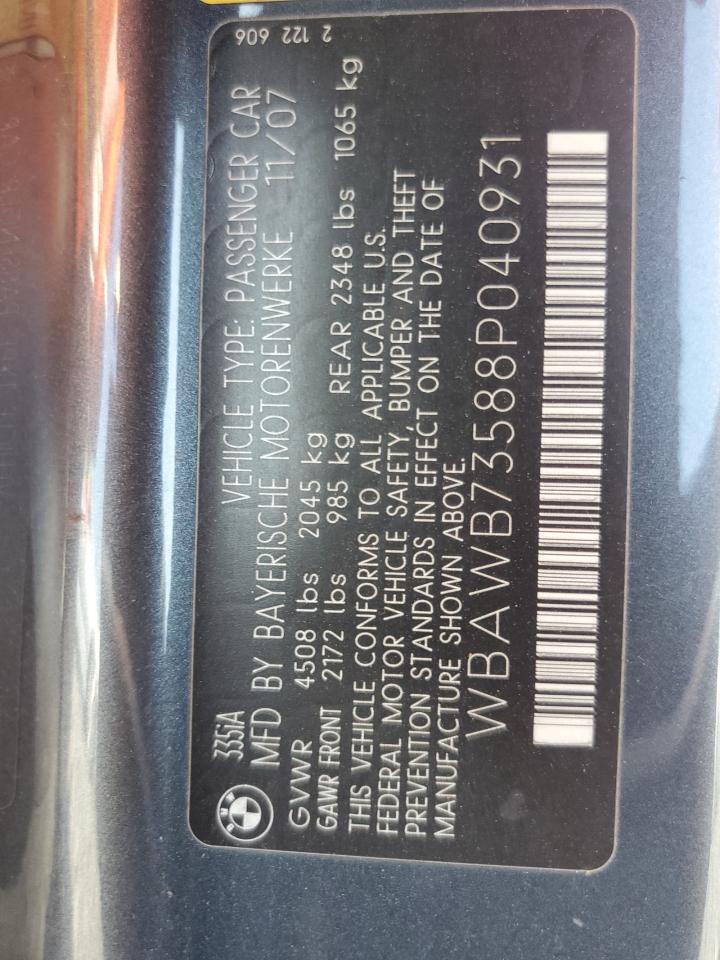 335iA VEHICLE TYPE: PASSENGER CAR 2 122 606
MFD BY BAYERISCHE MOTORENWERKE 11/07
GVWR 4508 lbs 2045 kg
GAWR FRONT 2172 lbs 985 kg REAR 2348 lbs 1065 kg
THIS VEHICLE CONFORMS TO ALL APPLICABLE U.S.
FEDERAL MOTOR VEHICLE SAFETY, BUMPER AND THEFT
PREVENTION STANDARDS IN EFFECT ON THE DATE OF
MANUFACTURE SHOWN ABOVE.
WBAWB73588P040931